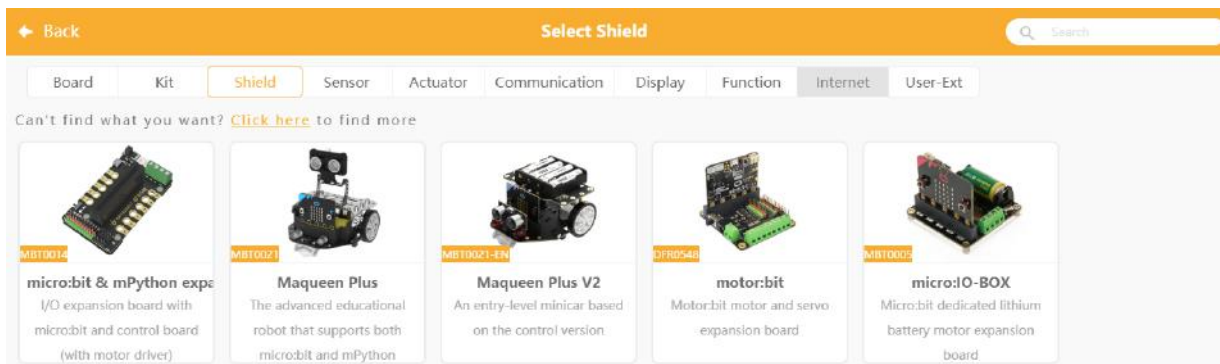 Back
Select Shield
Search
Board Kit Shield Sensor Actuator Communication Display Function Internet User-Ext
Can't find what you want? Click here to find more
MBT0014
MBT0021
MBT0021-EN
DFR0548
MBT0005
micro:bit & mPython expa
I/O expansion board with
micro:bit and control board
(with motor driver)
Maqueen Plus
The advanced educational
robot that supports both
micro:bit and mPython
Maqueen Plus V2
An entry-level minicar based
on the control version
motor:bit
Motor:bit motor and servo
expansion board
micro:IO-BOX
Micro:bit dedicated lithium
battery motor expansion
board